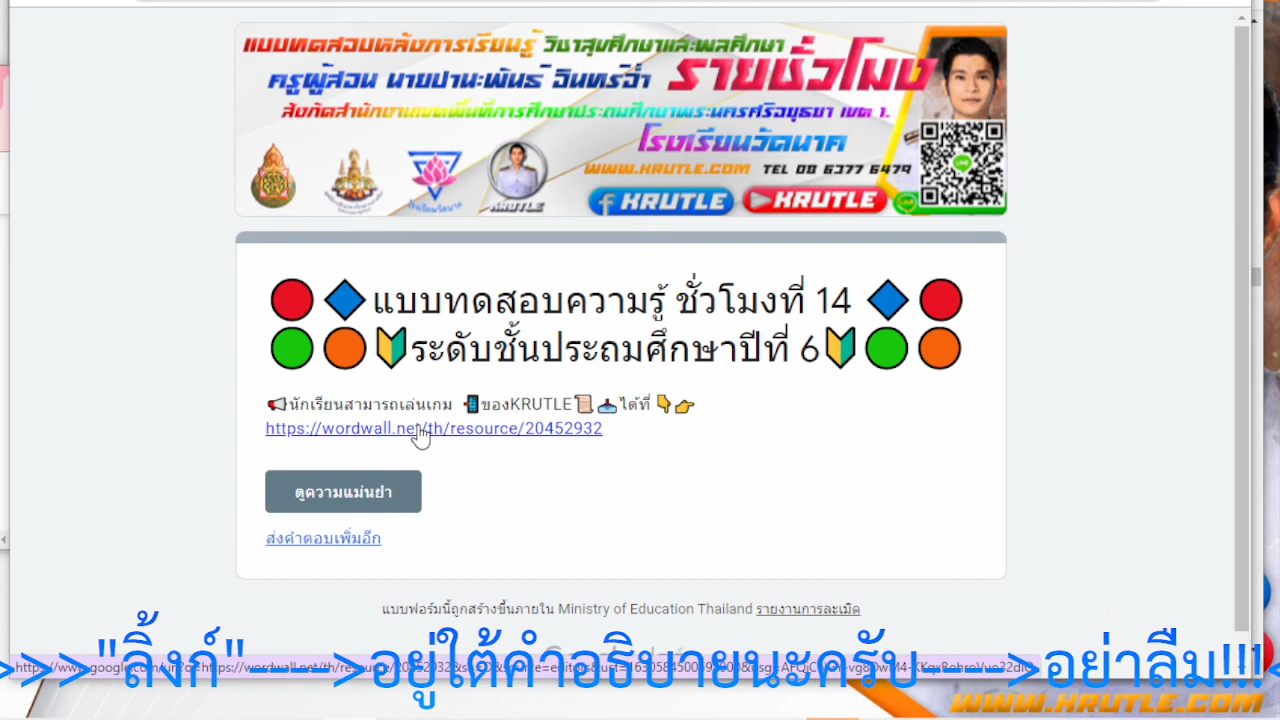 แบบทดสอบหลังการเรียนรู้ วิชาสุขศึกษาและพลศึกษา
รายชั่วโมง
ครูผู้สอน นายปานะพันธ์ อินทร์ฉ่ำ
สังกัดสำนักงานเขตพื้นที่การศึกษาประถมศึกษาพระนครศรีอยุธยา เขต 1.
โรงเรียนวัดนาค
WWW.KRUTLE.COM TEL 08 6377 6479
KRUTLE KRUTLE KRUTLE
แบบทดสอบความรู้ ชั่วโมงที่ 14
ระดับชั้นประถมศึกษาปีที่ 6
นักเรียนสามารถเล่นเกม ของKRUTLE ได้ที่
https://wordwall.net/th/resource/20452932
ดูความแม่นยำ
ส่งคำตอบเพิ่มอีก
แบบฟอร์มนี้ถูกสร้างขึ้นภายใน Ministry of Education Thailand รายงานการละเมิด
>>>"ลิ้งก์"---->อยู่ใต้คำอธิบายนะครับ---->อย่าลืม!!!<
WWW.KRUTLE.COM